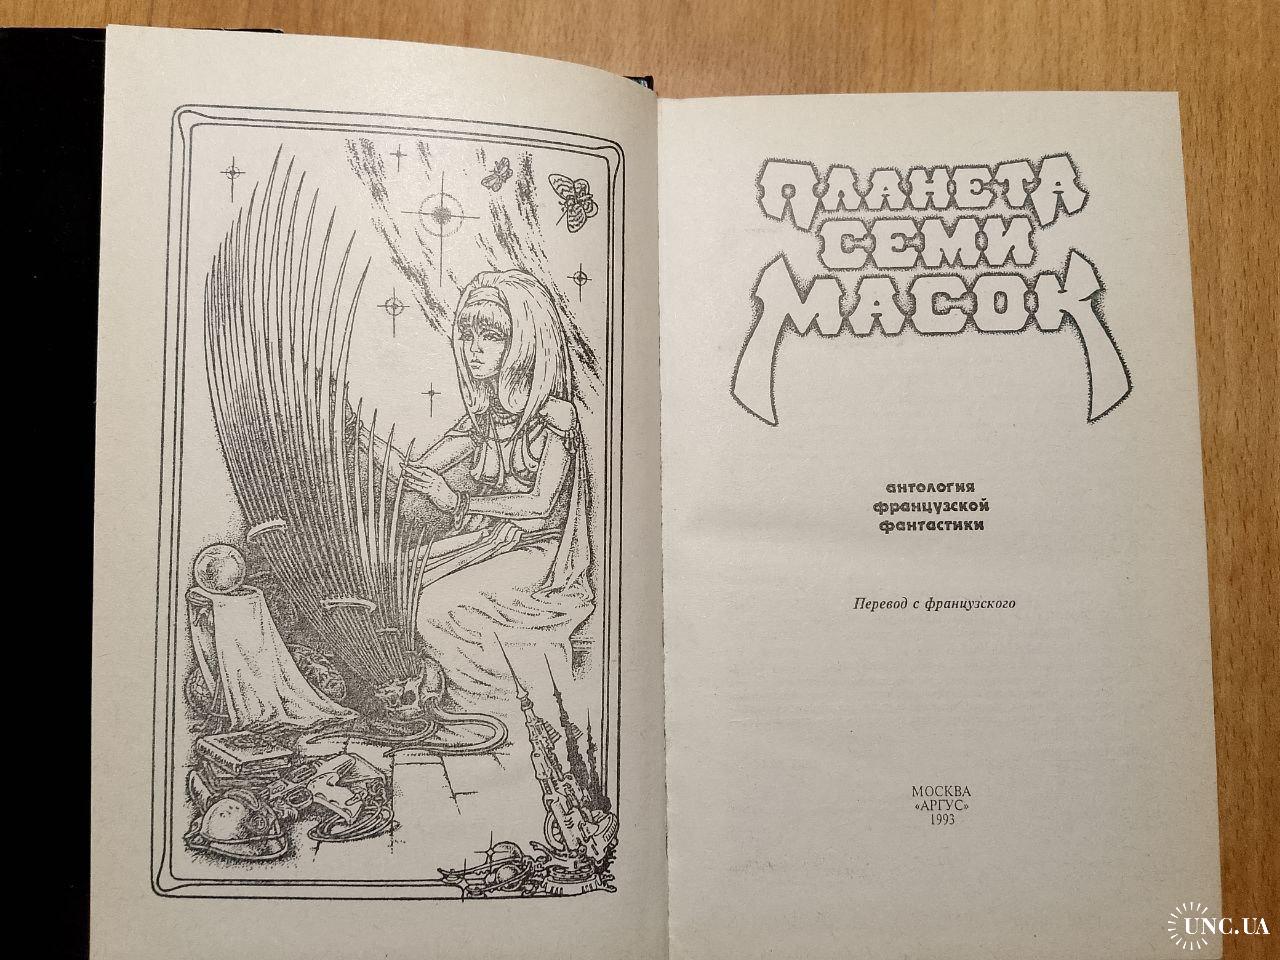 ПЛАНЕТА
СЕМИ
МАСОК
антология
французской
фантастики
Перевод с французского
МОСКВА
«АРГУС»
1993
UNC.UA